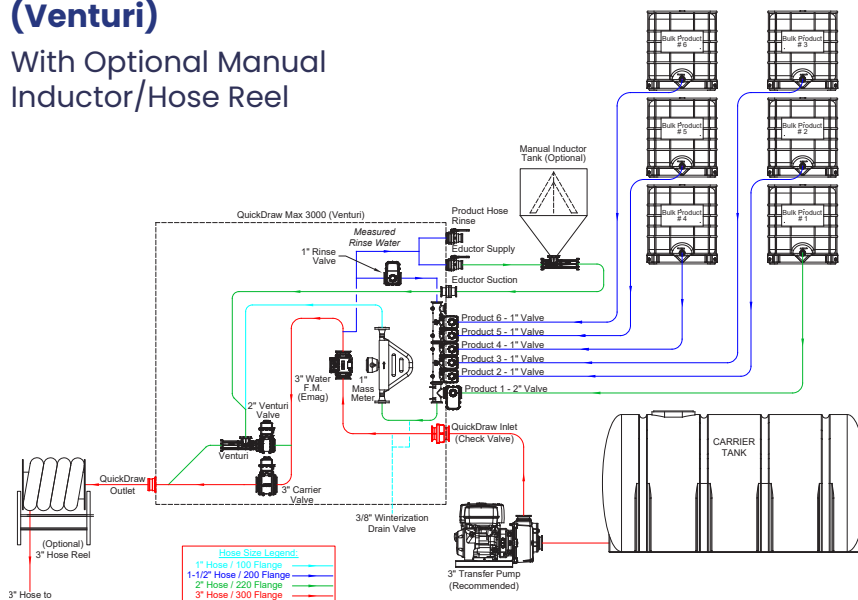 (Venturi)
With Optional Manual
Inductor/Hose Reel
Bulk Product
# 6
Bulk Product
# 3
Bulk Product
# 5
Bulk Product
# 2
Bulk Product
# 4
Bulk Product
# 1
Manual Inductor
Tank (Optional)
QuickDraw Max 3000 (Venturi)
Product Hose
Rinse
Measured
Rinse Water
1" Rinse
Valve
Eductor Supply
Eductor Suction
Product 6 - 1" Valve
Product 5 - 1" Valve
Product 4 - 1" Valve
Product 3 - 1" Valve
Product 2 - 1" Valve
Product 1 - 2" Valve
3" Water
F.M.
(Emag)
1"
Mass
Meter
2" Venturi
Valve
Venturi
QuickDraw Inlet
(Check Valve)
CARRIER
TANK
QuickDraw
Outlet
3" Carrier
Valve
3/8" Winterization
Drain Valve
(Optional)
3" Hose Reel
3" Transfer Pump
(Recommended)
Hose Size Legend:
1" Hose / 100 Flange
1-1/2" Hose / 200 Flange
2" Hose / 220 Flange
3" Hose / 300 Flange
3" Hose to